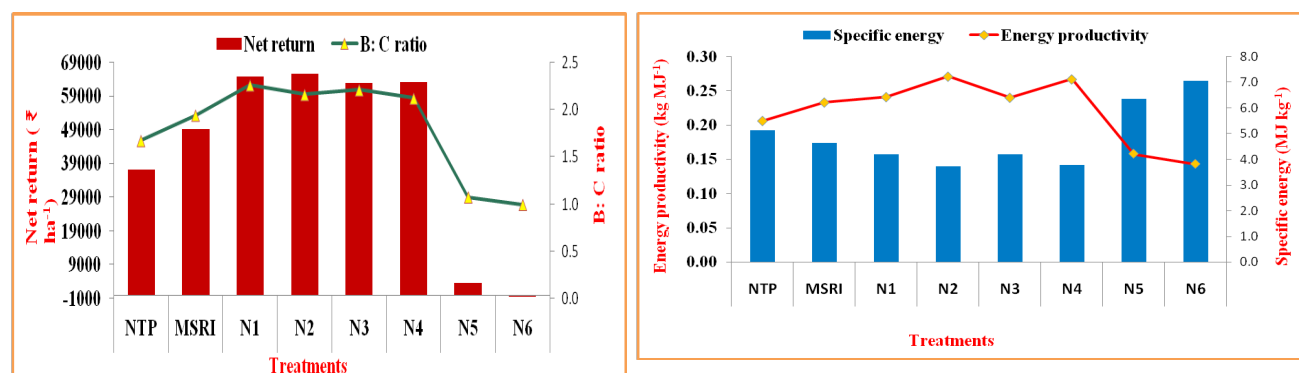 Net return B: C ratio
Net return ( ₹
ha⁻¹)
69000
59000
49000
39000
29000
19000
9000
-1000
2.5
2.0
1.5
1.0
0.5
0.0
B: C ratio
NTP MSRI N1 N2 N3 N4 N5 N6
Treatments
Specific energy Energy productivity
Energy productivity (kg MJ⁻¹)
0.30
0.25
0.20
0.15
0.10
0.05
0.00
8.0
7.0
6.0
5.0
4.0
3.0
2.0
1.0
0.0
Specific energy (MJ kg⁻¹)
NTP MSRI N1 N2 N3 N4 N5 N6
Treatments